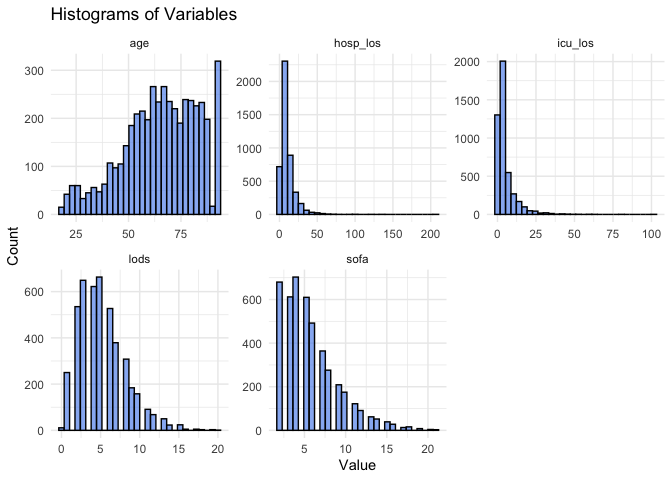 Histograms of Variables
age hosp_los icu_los
300
200
100
0
25 50 75
2000
1500
1000
500
0
0 50 100 150 200
2000
1500
1000
500
0
0 25 50 75 100
Count
lods sofa
600
400
200
0
0 5 10 15 20
600
400
200
0
5 10 15 20
Value